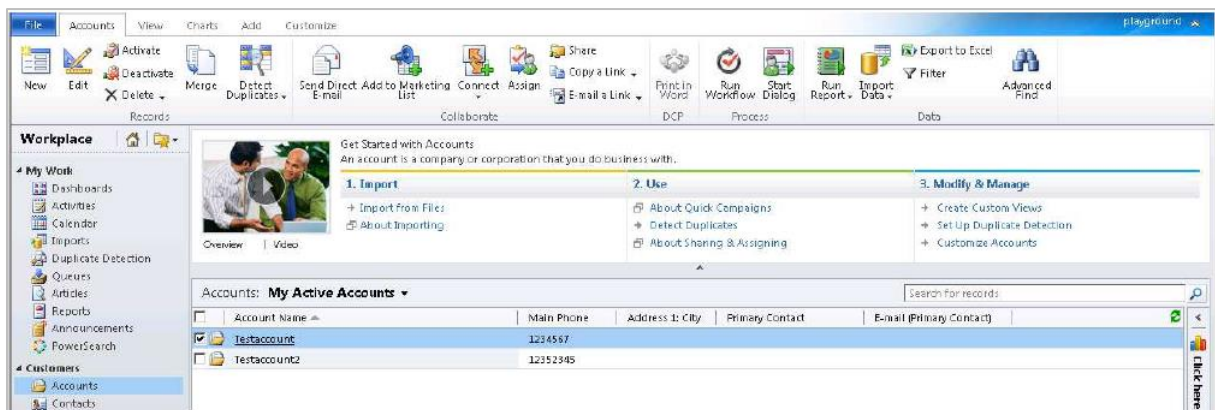 File Accounts View Charts Add Customize playground
New Edit Activate Deactivate Delete Merge Detect Duplicates Send Direct E-mail Add to Marketing List Connect Assign Share Copy a Link E-mail a Link Print in Word Run Workflow Start Dialog Run Report Import Data Export to Excel Filter Advanced Find
Records Collaborate DCP Process Data
Workplace
My Work
Dashboards
Activities
Calendar
Imports
Duplicate Detection
Queues
Articles
Reports
Announcements
PowerSearch
Customers
Accounts
Contacts
Get Started with Accounts
An account is a company or corporation that you do business with.
Overview | Video
1. Import
Import from Files
About Importing
2. Use
About Quick Campaigns
Detect Duplicates
About Sharing & Assigning
3. Modify & Manage
Create Custom Views
Set Up Duplicate Detection
Customize Accounts
Accounts: My Active Accounts Search for records
Account Name Main Phone Address 1: City Primary Contact E-mail (Primary Contact)
Testaccount 1234567
Testaccount2 12352345
Click here